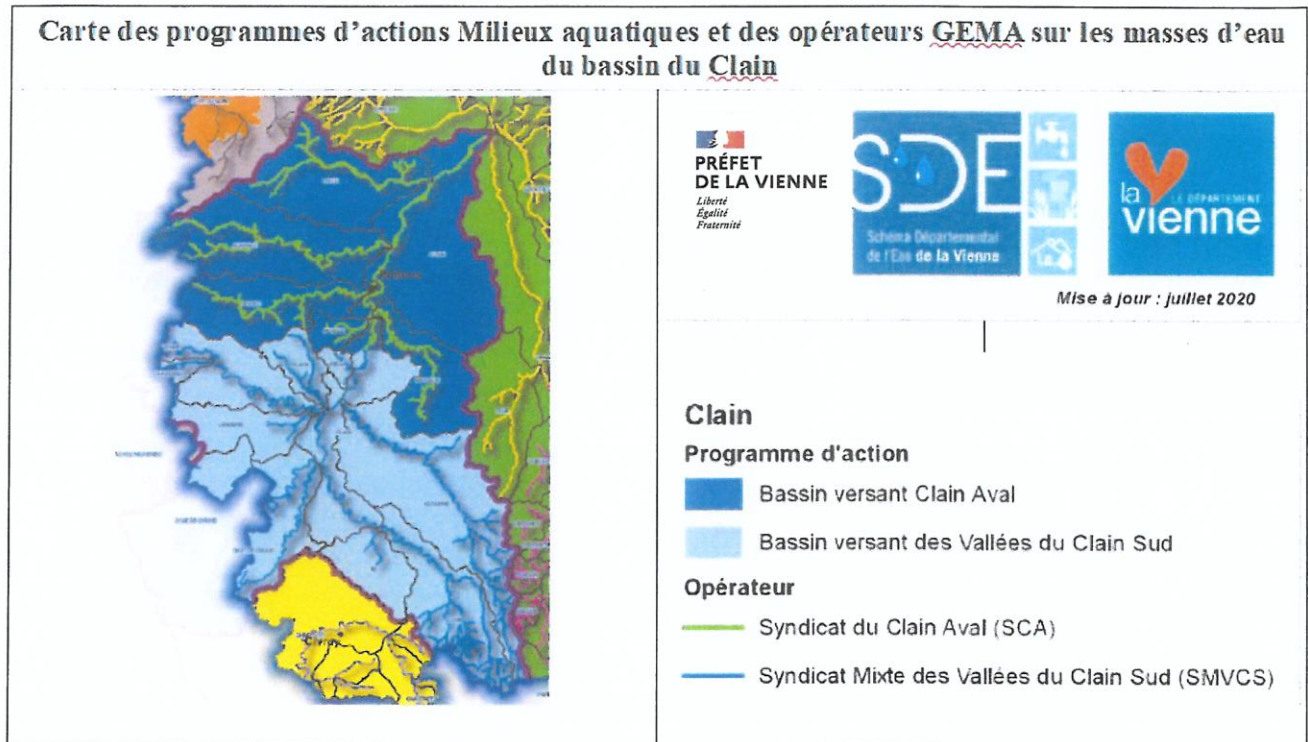 Carte des programmes d'actions Milieux aquatiques et des opérateurs GEMA sur les masses d'eau
du bassin du Clain
PRÉFET
DE LA VIENNE
Liberté
Égalité
Fraternité
SDE
Schéma Départemental
de l'Eau de la Vienne
la
vienne
LE DÉPARTEMENT
Mise à jour : juillet 2020
Clain
Programme d'action
Bassin versant Clain Aval
Bassin versant des Vallées du Clain Sud
Opérateur
Syndicat du Clain Aval (SCA)
Syndicat Mixte des Vallées du Clain Sud (SMVCS)